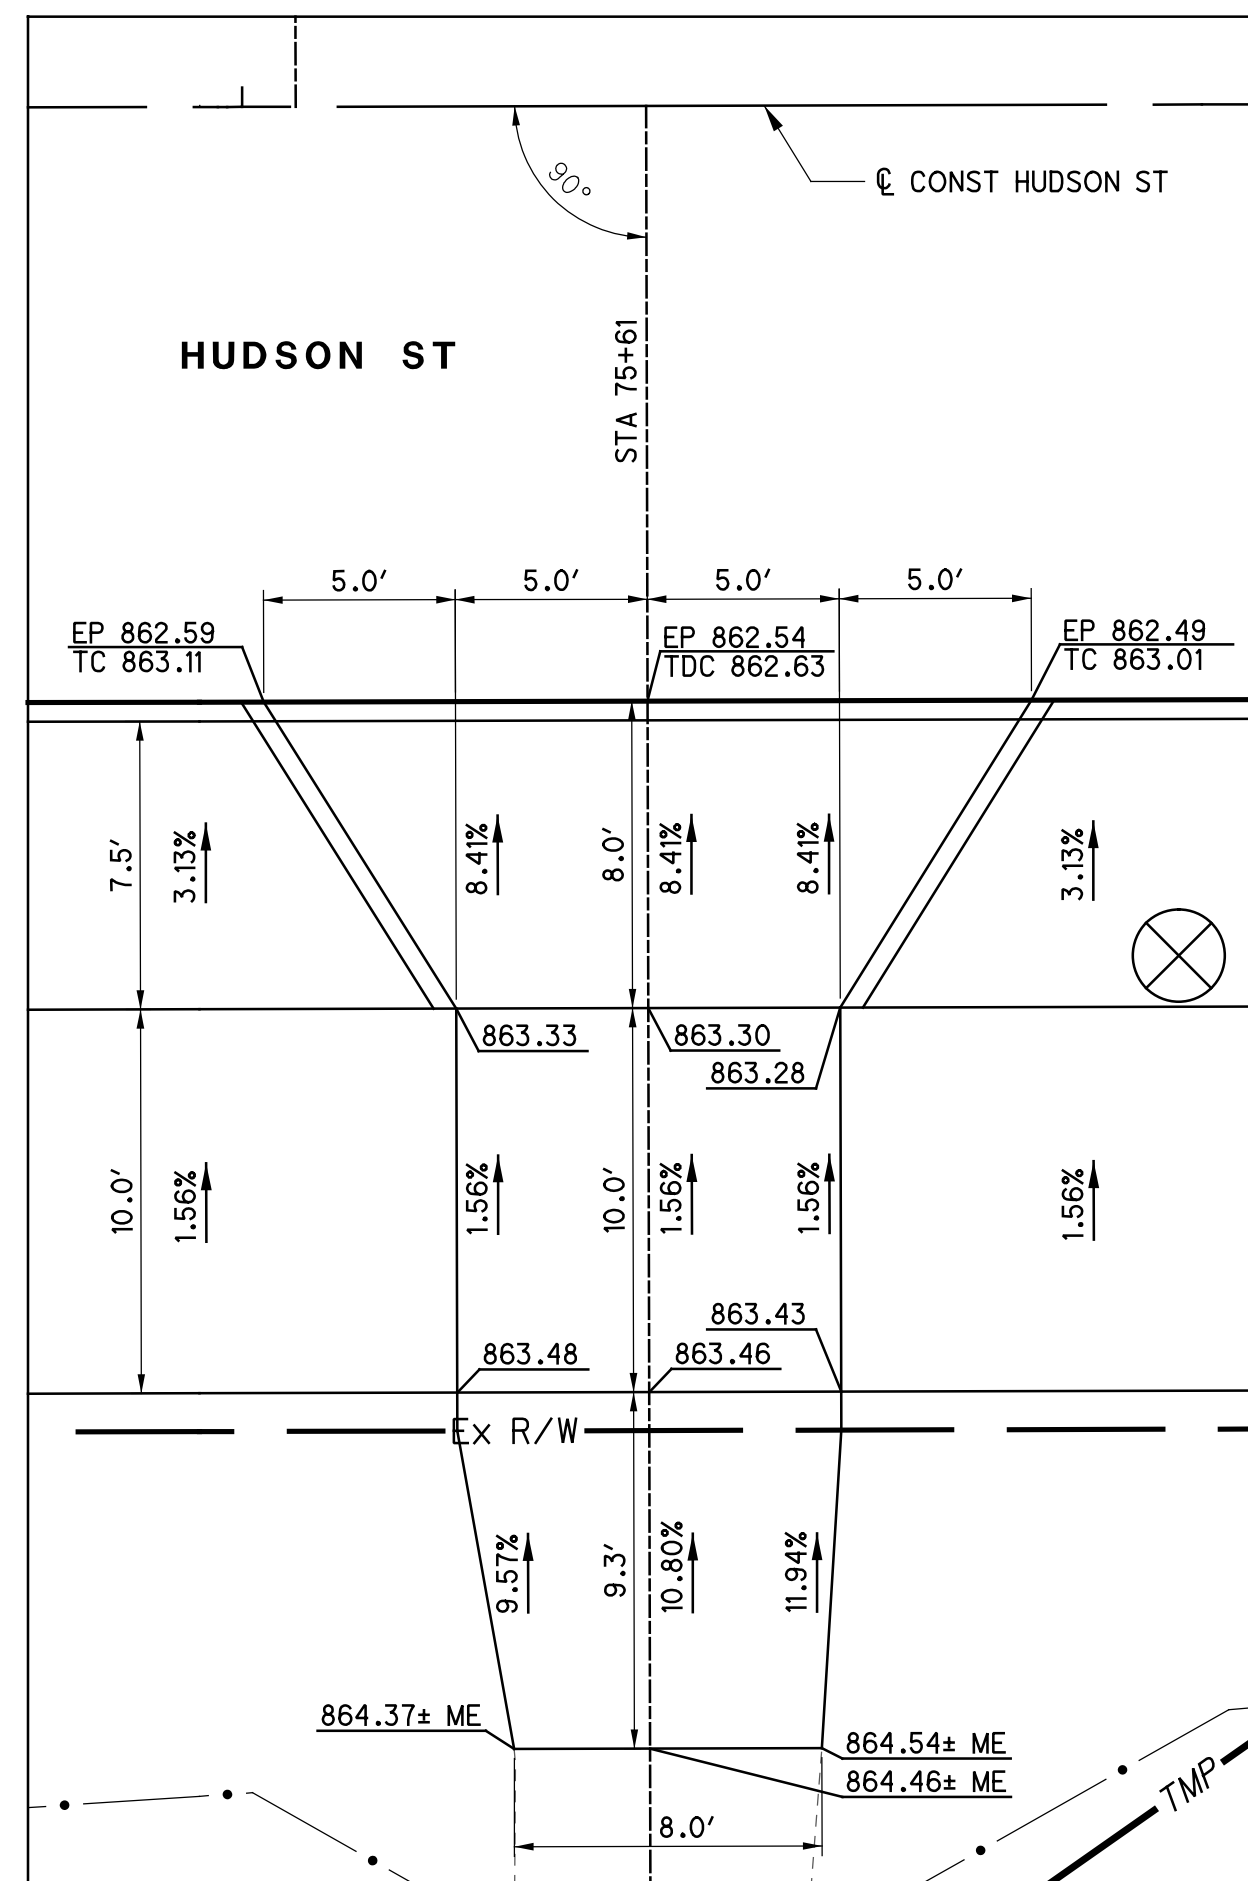 90°
℄ CONST HUDSON ST
HUDSON ST
STA 75+61
5.0′
5.0′
5.0′
5.0′
EP 862.59
TC 863.11
EP 862.54
TDC 862.63
EP 862.49
TC 863.01
7.5′
3.13%
8.41%
8.0′
8.41%
8.41%
3.13%
863.33
863.30
863.28
10.0′
1.56%
1.56%
10.0′
1.56%
1.56%
1.56%
863.43
863.48
863.46
Ex R/W
9.57%
9.3′
10.80%
11.94%
864.37± ME
864.54± ME
864.46± ME
TMP
8.0′